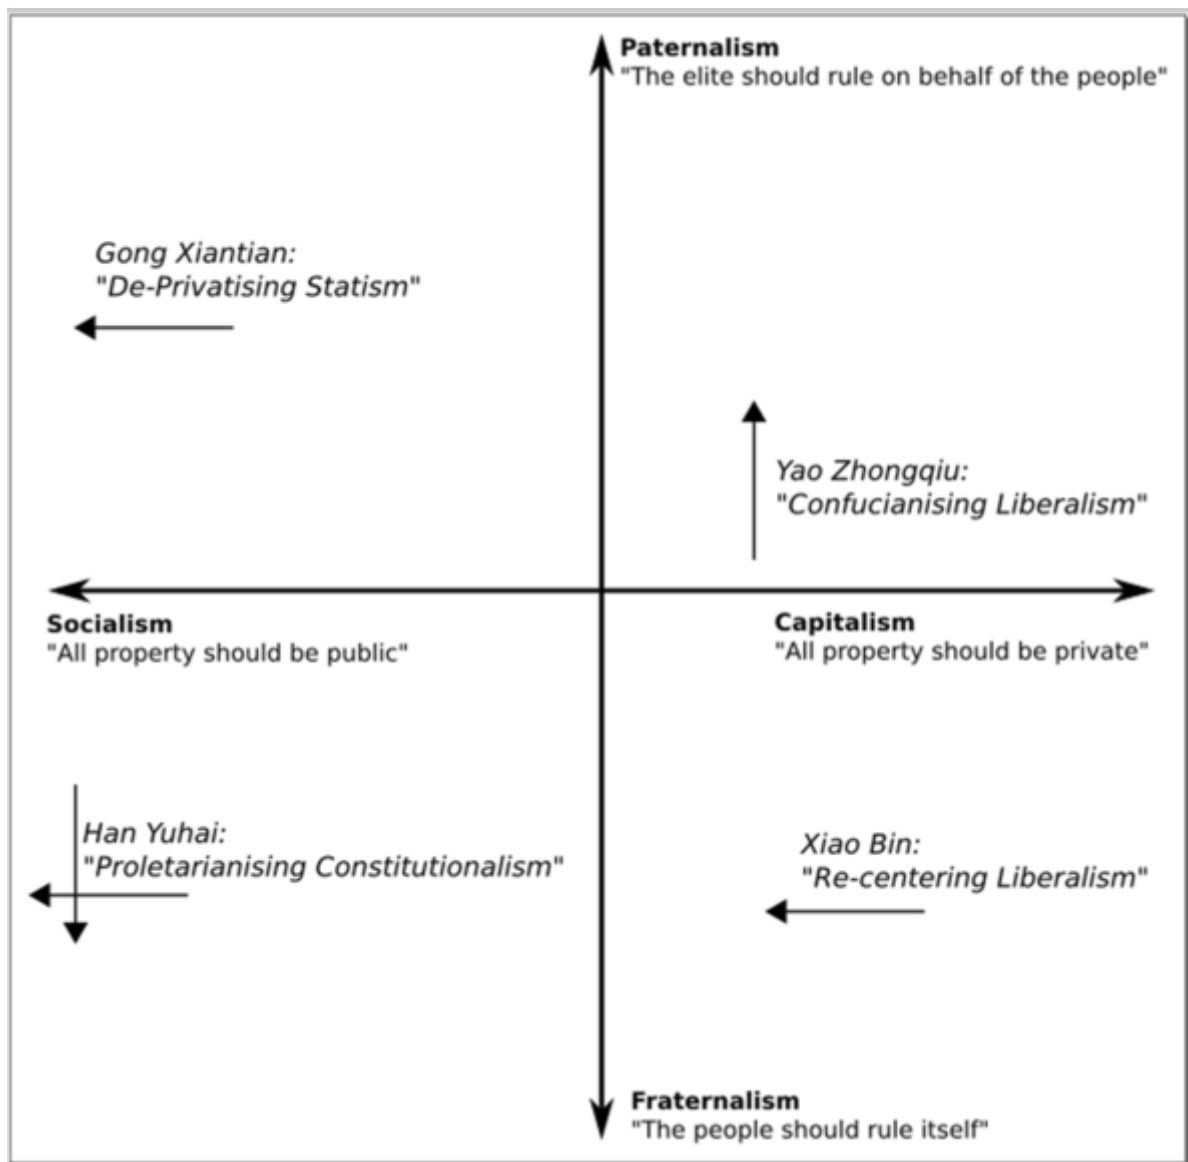 Paternalism
"The elite should rule on behalf of the people"
Gong Xiantian:
"De-Privatising Statism"
Yao Zhongqiu:
"Confucianising Liberalism"
Socialism
"All property should be public"
Capitalism
"All property should be private"
Han Yuhai:
"Proletarianising Constitutionalism"
Xiao Bin:
"Re-centering Liberalism"
Fraternalism
"The people should rule itself"